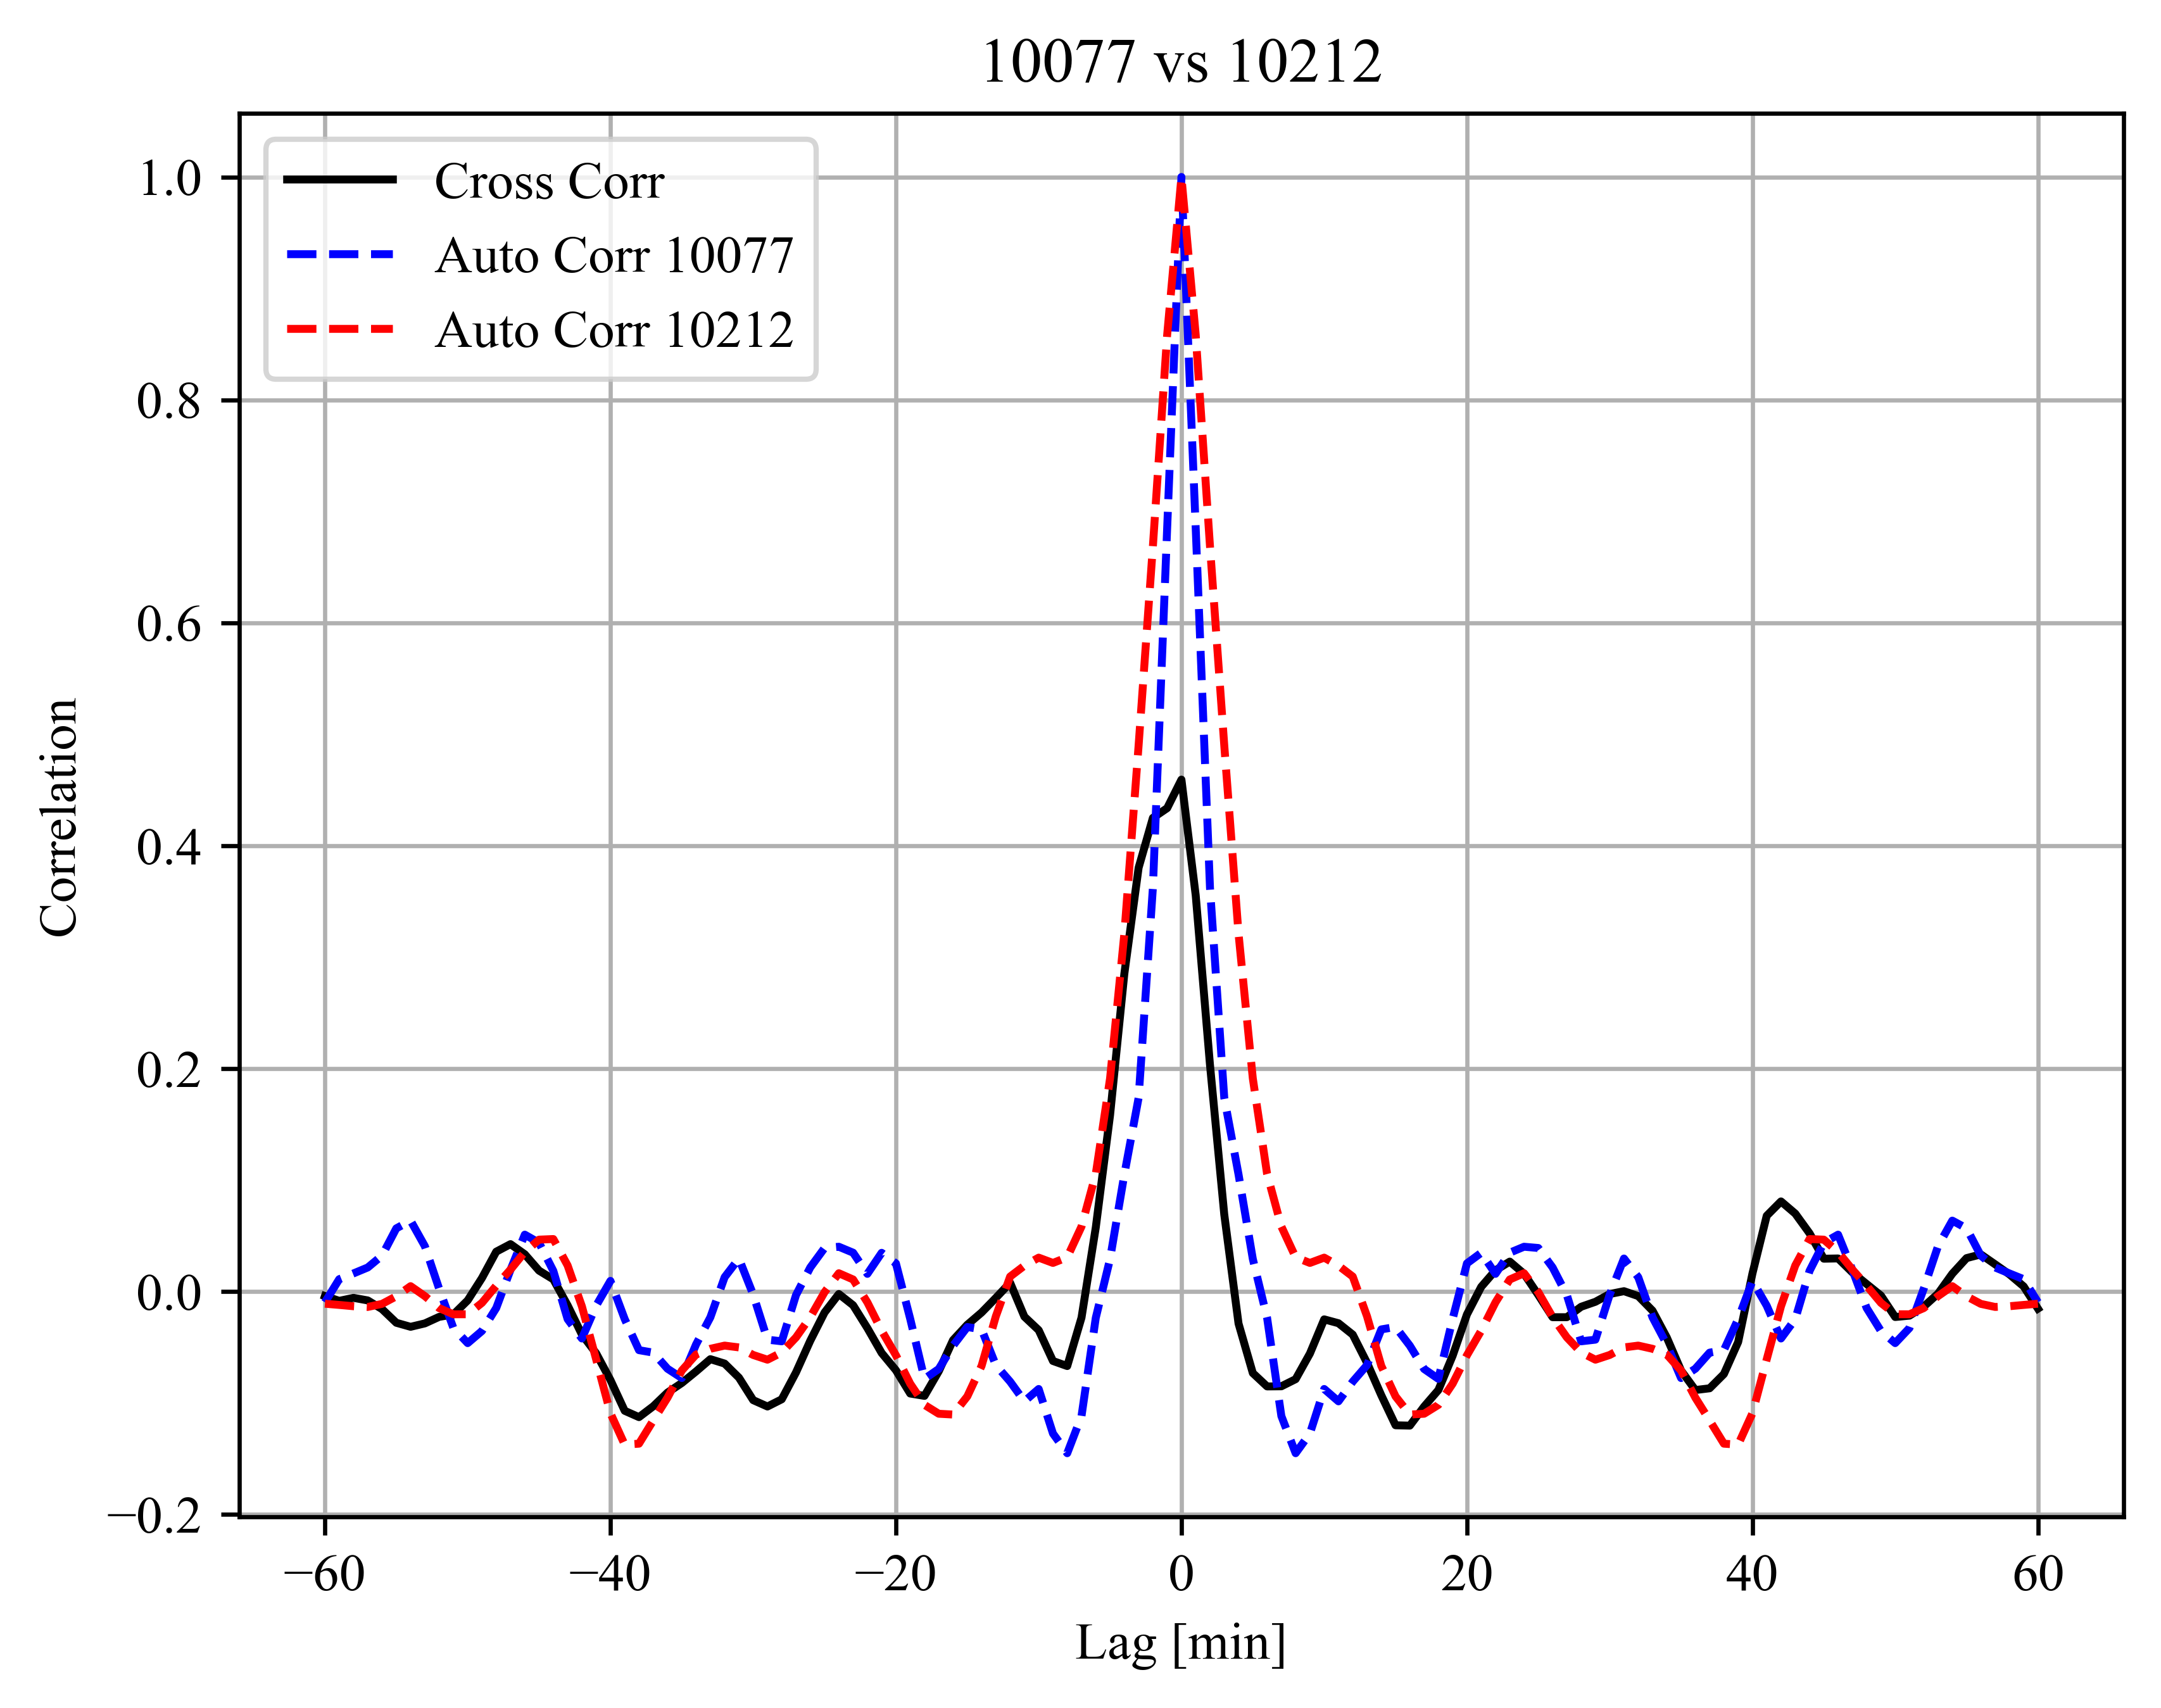 10077 vs 10212
Cross Corr
Auto Corr 10077
Auto Corr 10212
1.0
0.8
0.6
0.4
0.2
0.0
−0.2
Correlation
−60 −40 −20 0 20 40 60
Lag [min]